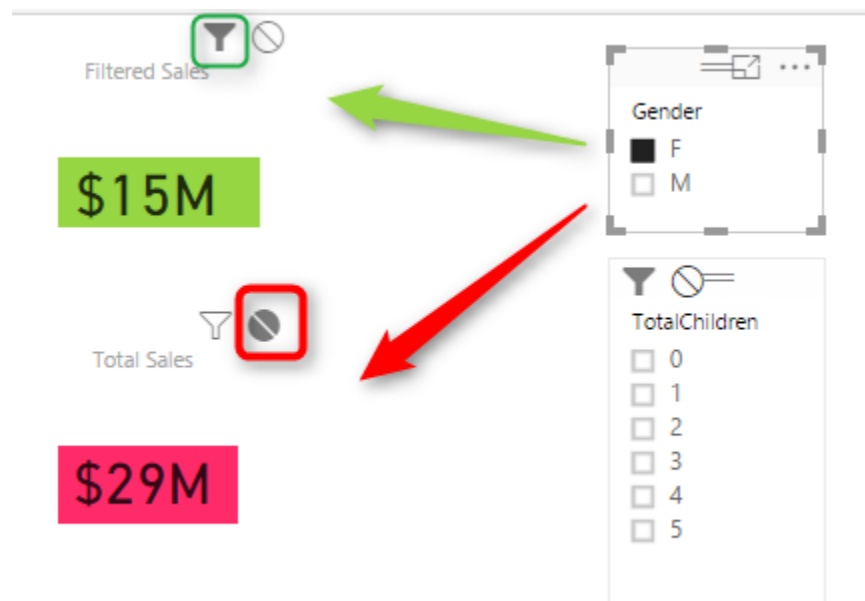 Filtered Sales
$15M
Total Sales
$29M
Gender
F
M
TotalChildren
0
1
2
3
4
5